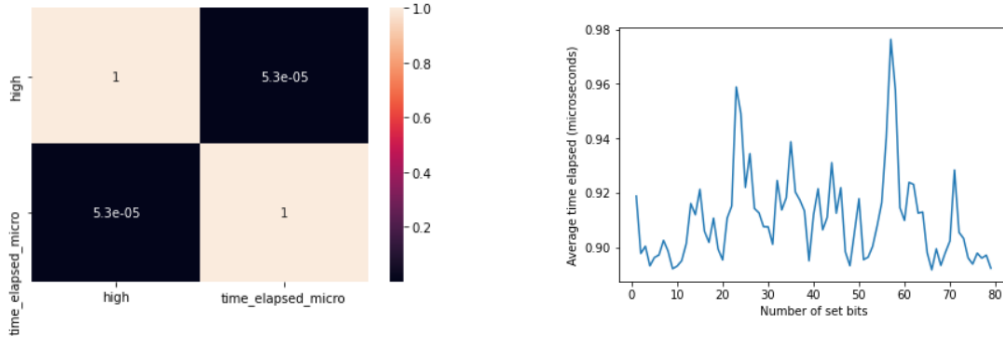 high
time_elapsed_micro
1
5.3e-05
5.3e-05
1
high
time_elapsed_micro
1.0
0.8
0.6
0.4
0.2
Average time elapsed (microseconds)
0.98
0.96
0.94
0.92
0.90
0 10 20 30 40 50 60 70 80
Number of set bits